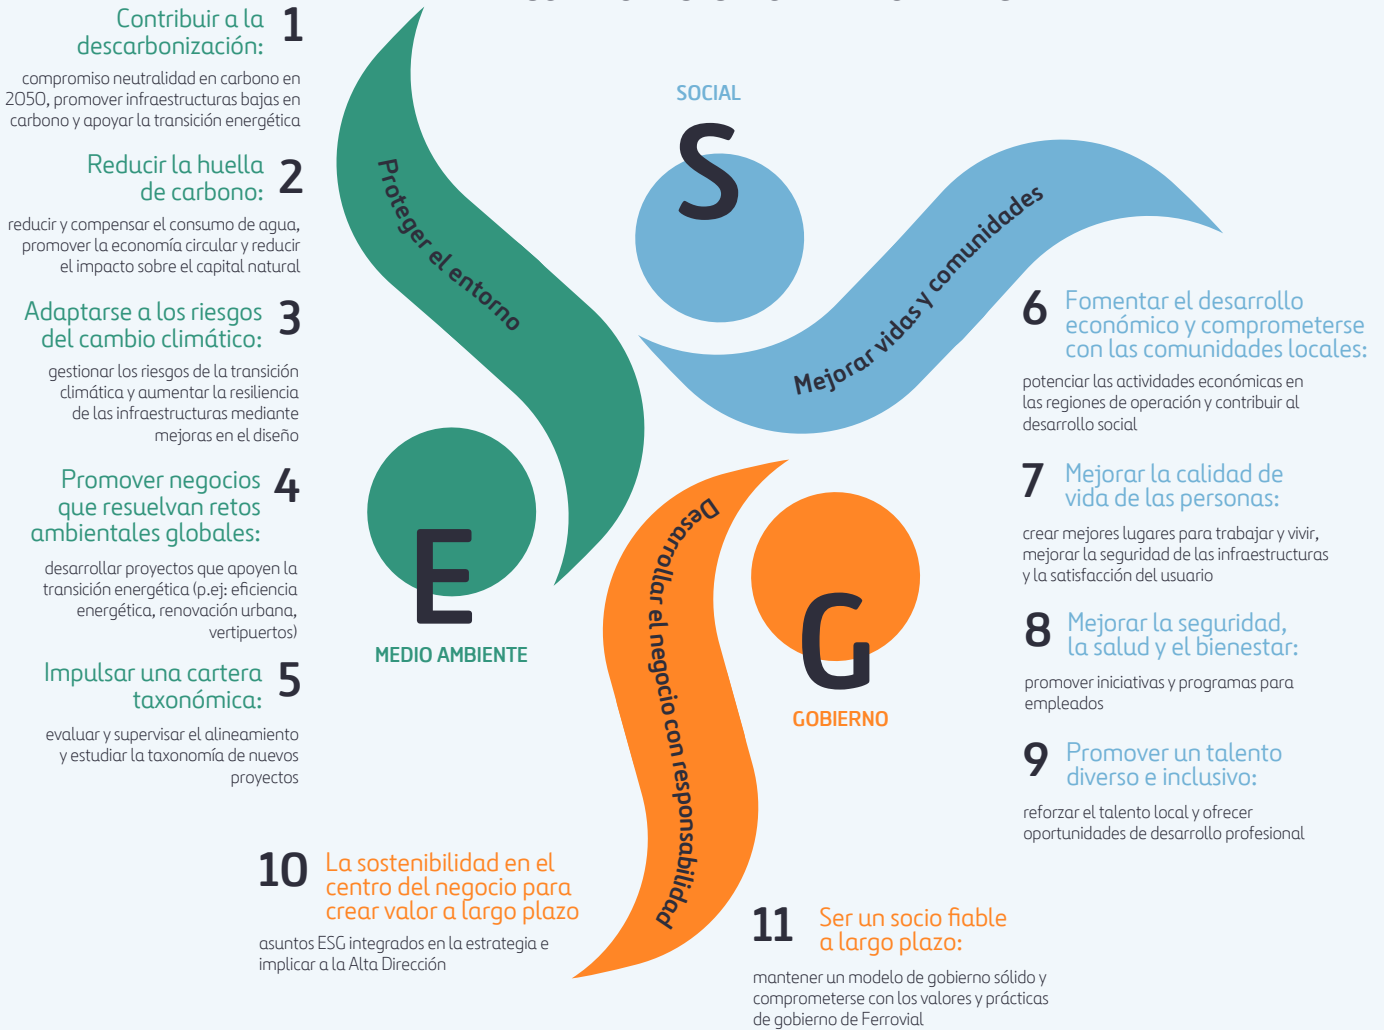 1
Contribuir a la
descarbonización:
compromiso neutralidad en carbono en
2050, promover infraestructuras bajas en
carbono y apoyar la transición energética
2
Reducir la huella
de carbono:
reducir y compensar el consumo de agua,
promover la economía circular y reducir
el impacto sobre el capital natural
3
Adaptarse a los riesgos
del cambio climático:
gestionar los riesgos de la transición
climática y aumentar la resiliencia
de las infraestructuras mediante
mejoras en el diseño
4
Promover negocios
que resuelvan retos
ambientales globales:
desarrollar proyectos que apoyen la
transición energética (p.ej: eficiencia
energética, renovación urbana,
vertipuertos)
5
Impulsar una cartera
taxonómica:
evaluar y supervisar el alineamiento
y estudiar la taxonomía de nuevos
proyectos
Proteger el entorno
E
MEDIO AMBIENTE
SOCIAL
S
Mejorar vidas y comunidades
6
Fomentar el desarrollo
económico y comprometerse
con las comunidades locales:
potenciar las actividades económicas en
las regiones de operación y contribuir al
desarrollo social
7
Mejorar la calidad de
vida de las personas:
crear mejores lugares para trabajar y vivir,
mejorar la seguridad de las infraestructuras
y la satisfacción del usuario
8
Mejorar la seguridad,
la salud y el bienestar:
promover iniciativas y programas para
empleados
9
Promover un talento
diverso e inclusivo:
reforzar el talento local y ofrecer
oportunidades de desarrollo profesional
Desarrollar el negocio con responsabilidad
G
GOBIERNO
10
La sostenibilidad en el
centro del negocio para
crear valor a largo plazo
asuntos ESG integrados en la estrategia e
implicar a la Alta Dirección
11
Ser un socio fiable
a largo plazo:
mantener un modelo de gobierno sólido y
comprometerse con los valores y prácticas
de gobierno de Ferrovial